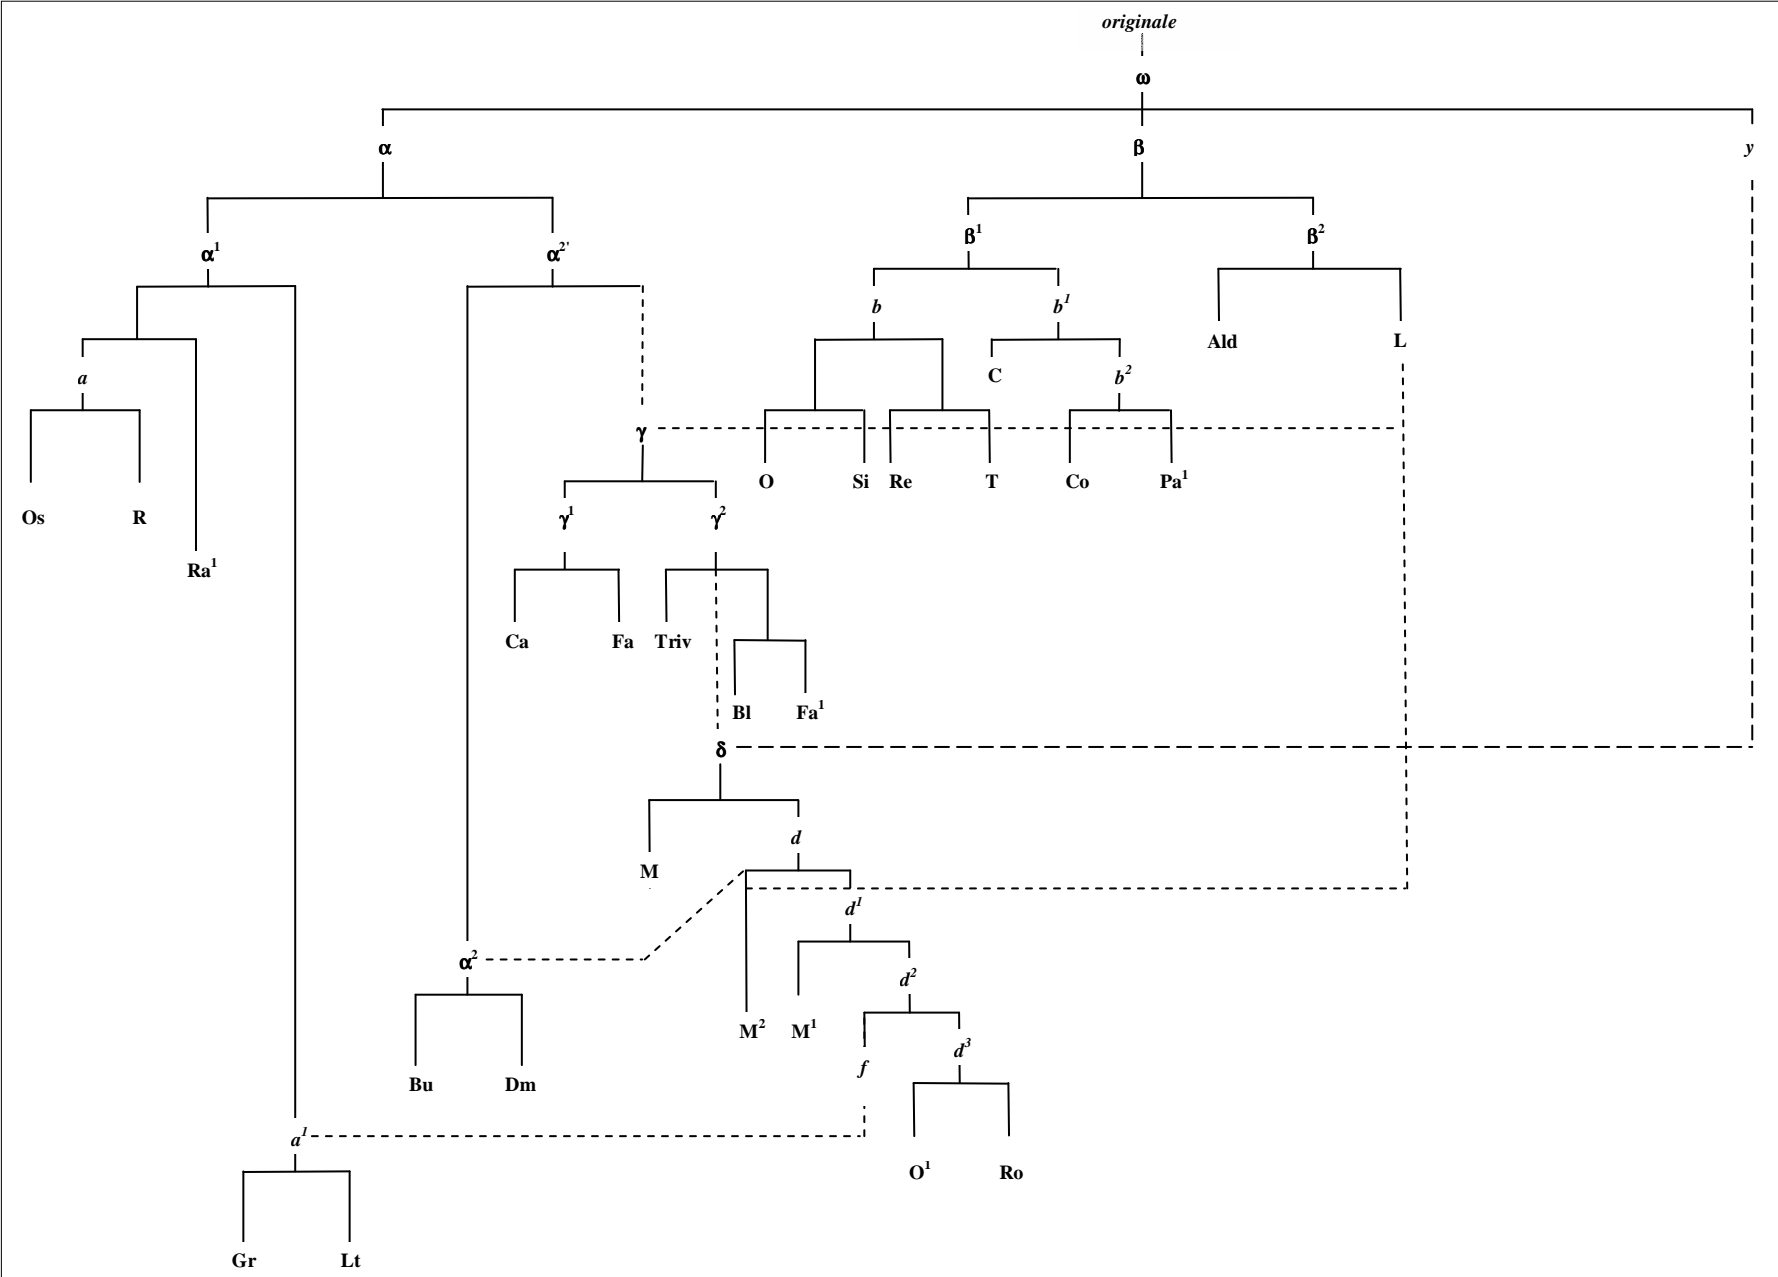 originale
ω
α β y
β¹ β²
α¹ α²'
b b¹
Ald L
a C b²
γ
O Si Re T Co Pa¹
Os R γ¹ γ²
Ra¹
Ca Fa Triv
Bl Fa¹
δ
d
M
d¹
α²
d²
M² M¹
d³
f
Bu Dm
a¹
O¹ Ro
Gr Lt